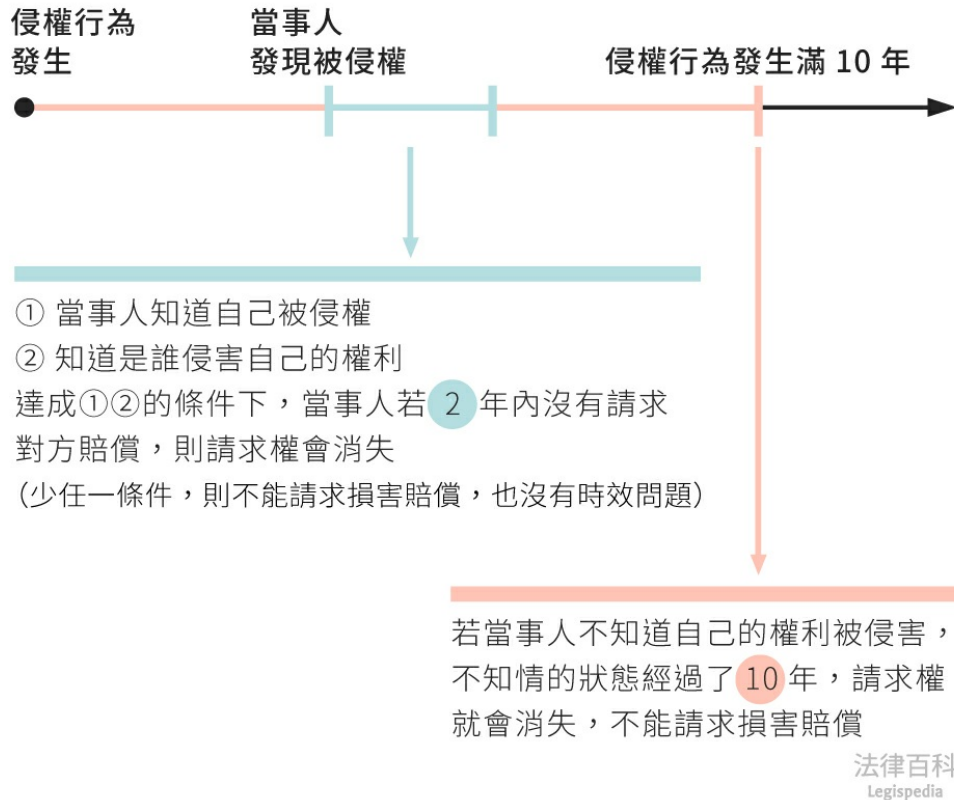 侵權行為
發生
當事人
發現被侵權
侵權行為發生滿 10 年
① 當事人知道自己被侵權
② 知道是誰侵害自己的權利
達成①②的條件下，當事人若 2 年內沒有請求
對方賠償，則請求權會消失
（少任一條件，則不能請求損害賠償，也沒有時效問題）
若當事人不知道自己的權利被侵害，
不知情的狀態經過了 10 年，請求權
就會消失，不能請求損害賠償
法律百科
Legispedia